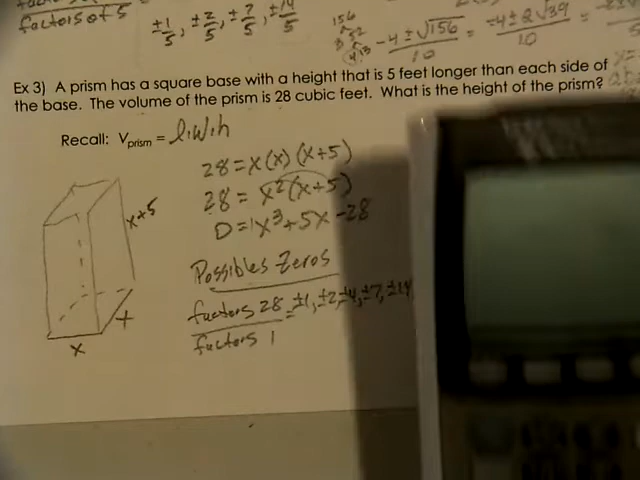 factors of 5
±1/5, ±2/5, ±7/5, ±14/5
156
-4 ± √156 / 10 = -4 ± 2√39 / 10 =
Ex 3) A prism has a square base with a height that is 5 feet longer than each side of
the base. The volume of the prism is 28 cubic feet. What is the height of the prism?
Recall: Vprism = l·w·h
28 = x(x)(x+5)
28 = x²(x+5)
0 = 1x³+5x-28
x+5
Possibles Zeros
factors 28 = ±1, ±2, ±4, ±7, ±14
factors 1
x
x